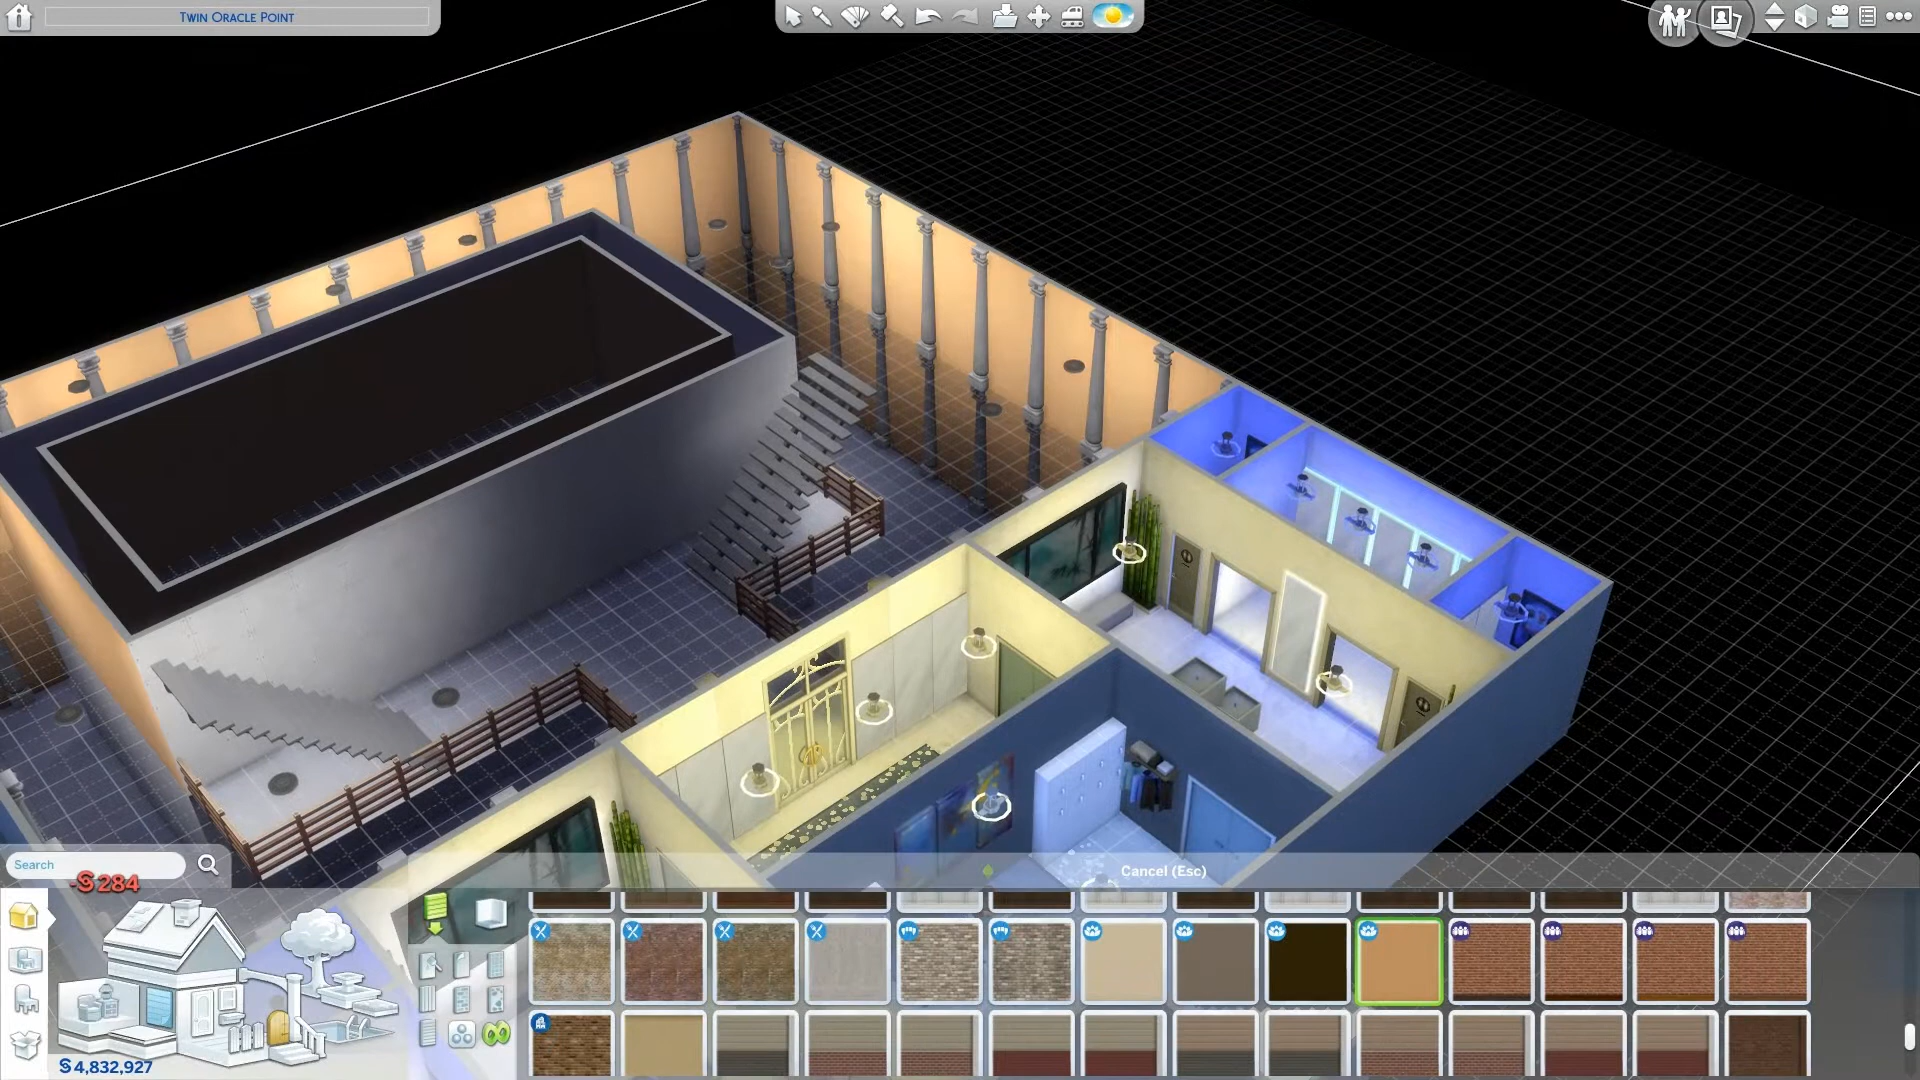 TWIN ORACLE POINT
Search
-§284
Cancel (Esc)
§4,832,927